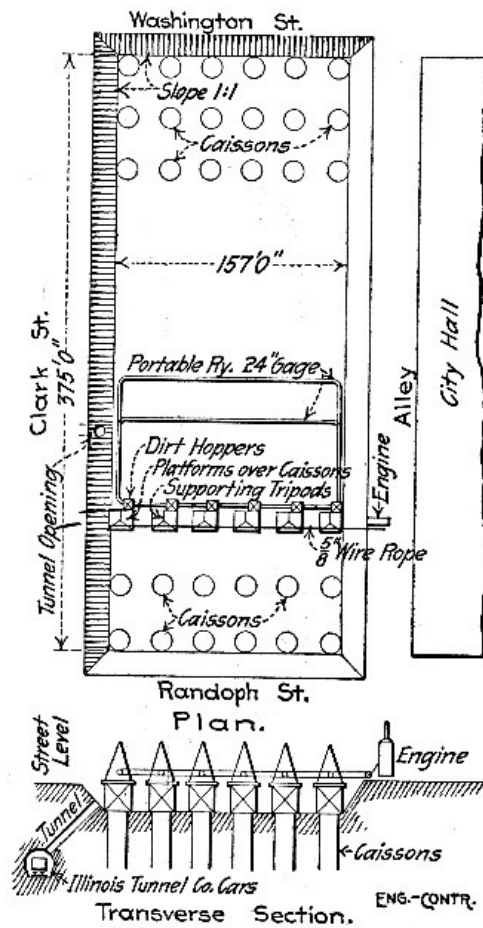 Washington St.
Slope 1:1
Caissons
157'0"
Clark St.
375'0"
Portable Ry. 24" Gage
Alley
City Hall
Dirt Hoppers
Platforms over Caissons
Supporting Tripods
Tunnel Opening
Engine
5/8" Wire Rope
Caissons
Randoph St.
Plan.
Street
Level
Engine
Tunnel
Caissons
Illinois Tunnel Co. Cars
ENG.-CONTR.
Transverse Section.